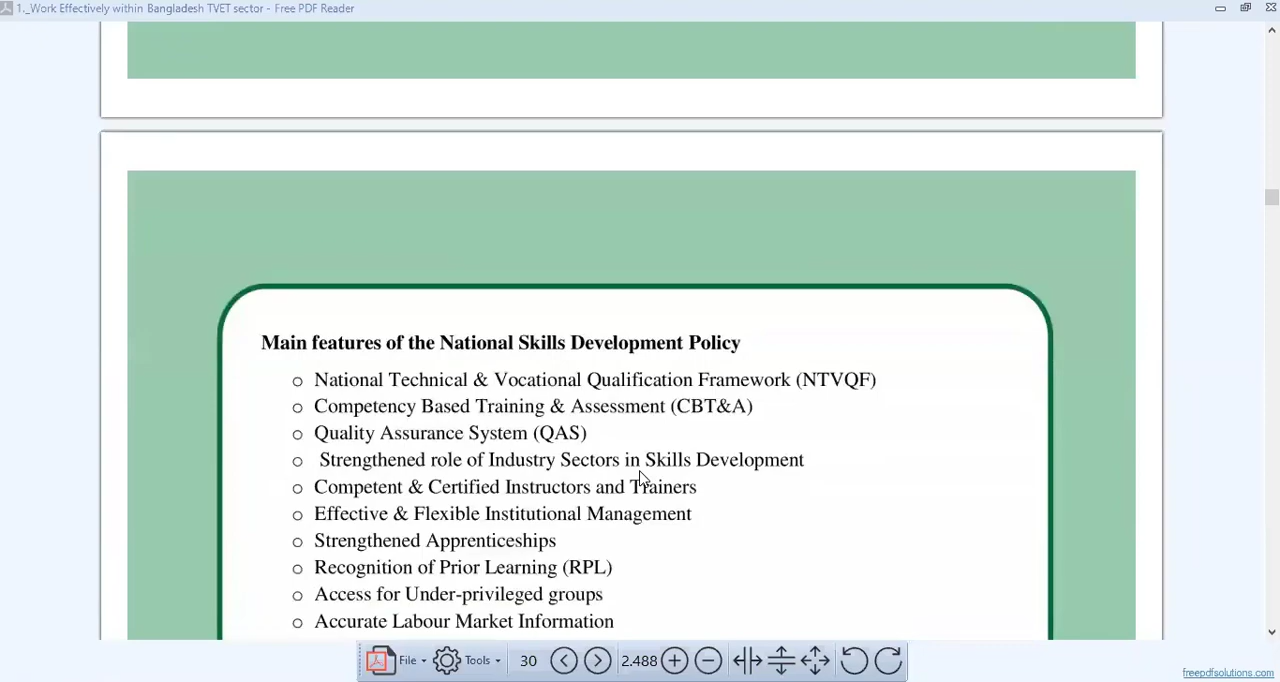 1._Work Effectively within Bangladesh TVET sector - Free PDF Reader
Main features of the National Skills Development Policy
o National Technical & Vocational Qualification Framework (NTVQF)
o Competency Based Training & Assessment (CBT&A)
o Quality Assurance System (QAS)
o Strengthened role of Industry Sectors in Skills Development
o Competent & Certified Instructors and Trainers
o Effective & Flexible Institutional Management
o Strengthened Apprenticeships
o Recognition of Prior Learning (RPL)
o Access for Under-privileged groups
o Accurate Labour Market Information
File Tools 30 2.488
freepdfsolutions.com